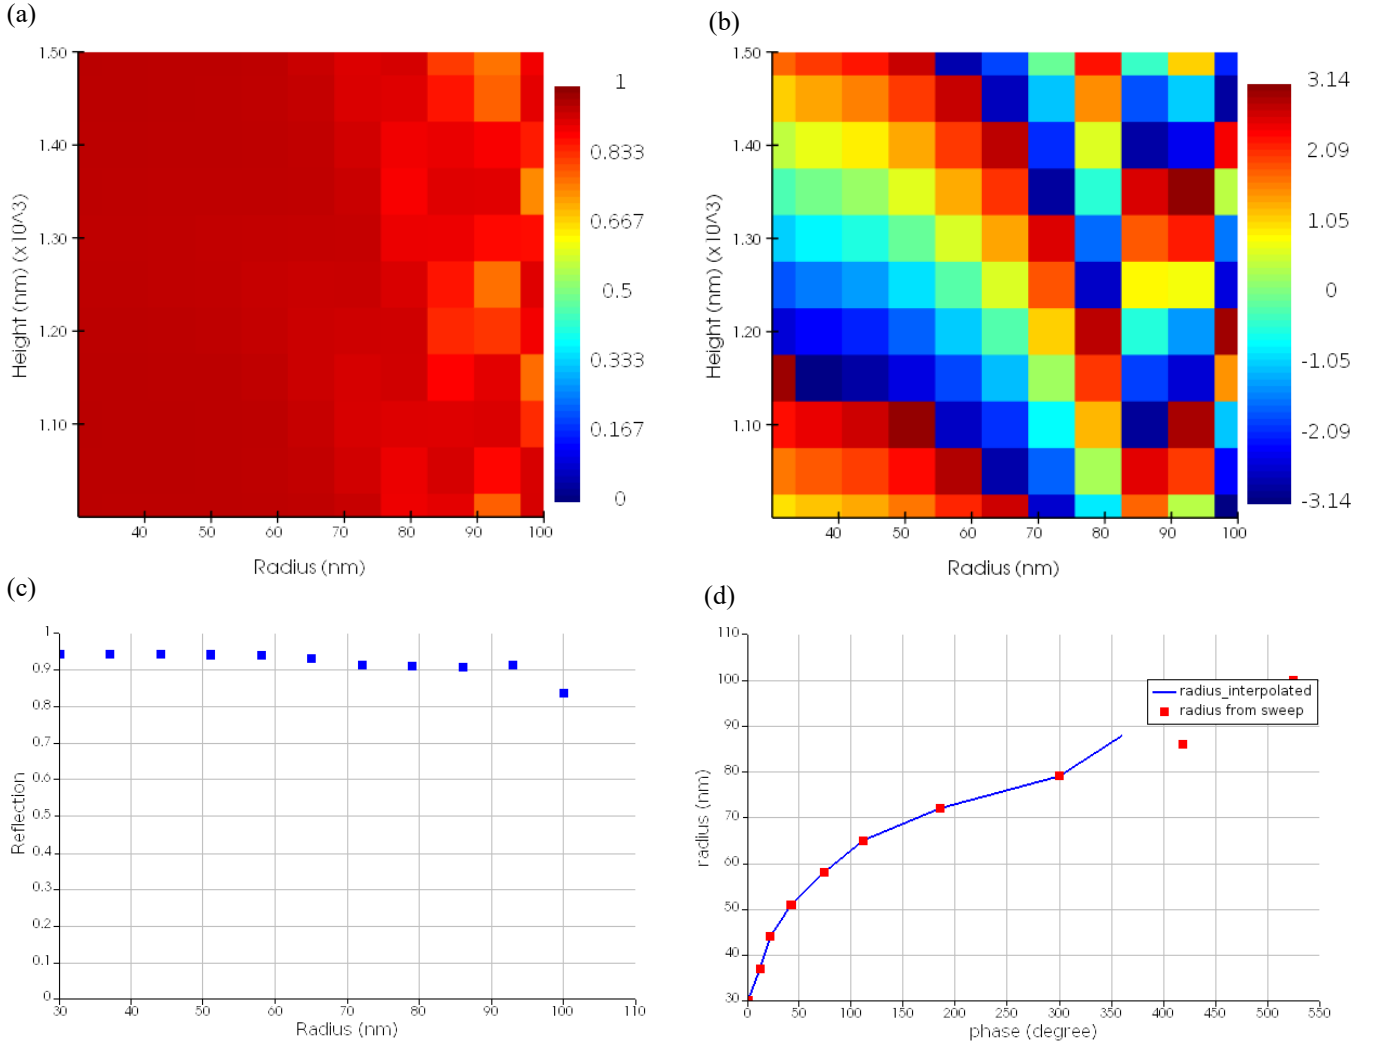 (a)
1.50
1.40
1.30
1.20
1.10
Height (nm) (x10^3)
40 50 60 70 80 90 100
Radius (nm)
1
0.833
0.667
0.5
0.333
0.167
0
(b)
1.50
1.40
1.30
1.20
1.10
Height (nm) (x10^3)
40 50 60 70 80 90 100
Radius (nm)
3.14
2.09
1.05
0
-1.05
-2.09
-3.14
(c)
1
0.9
0.8
0.7
0.6
0.5
0.4
0.3
0.2
0.1
0
Reflection
30 40 50 60 70 80 90 100 110
Radius (nm)
(d)
110
100
90
80
70
60
50
40
30
radius (nm)
0 50 100 150 200 250 300 350 400 450 500 550
phase (degree)
radius_interpolated
radius from sweep